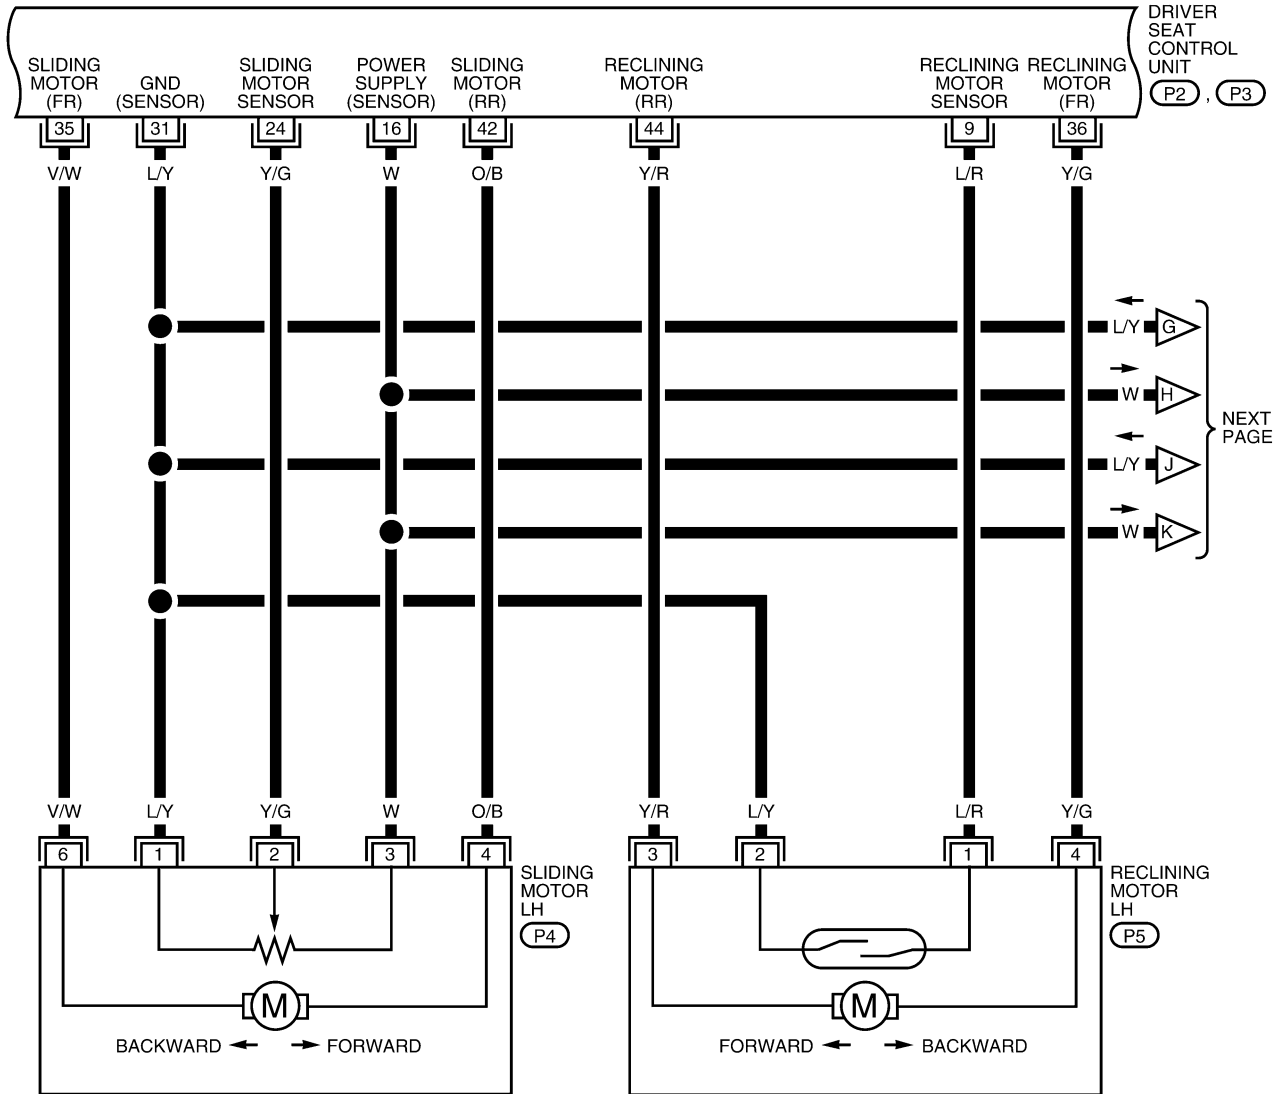 DRIVER
SEAT
CONTROL
UNIT
P2 , P3
SLIDING
MOTOR
(FR)
GND
(SENSOR)
SLIDING
MOTOR
SENSOR
POWER
SUPPLY
(SENSOR)
SLIDING
MOTOR
(RR)
RECLINING
MOTOR
(RR)
RECLINING
MOTOR
SENSOR
RECLINING
MOTOR
(FR)
35 31 24 16 42 44 9 36
V/W L/Y Y/G W O/B Y/R L/R Y/G
L/Y G
W H
L/Y J
W K
NEXT
PAGE
V/W L/Y Y/G W O/B Y/R L/Y L/R Y/G
6 1 2 3 4 3 2 1 4
SLIDING
MOTOR
LH
P4
RECLINING
MOTOR
LH
P5
M M
BACKWARD FORWARD FORWARD BACKWARD